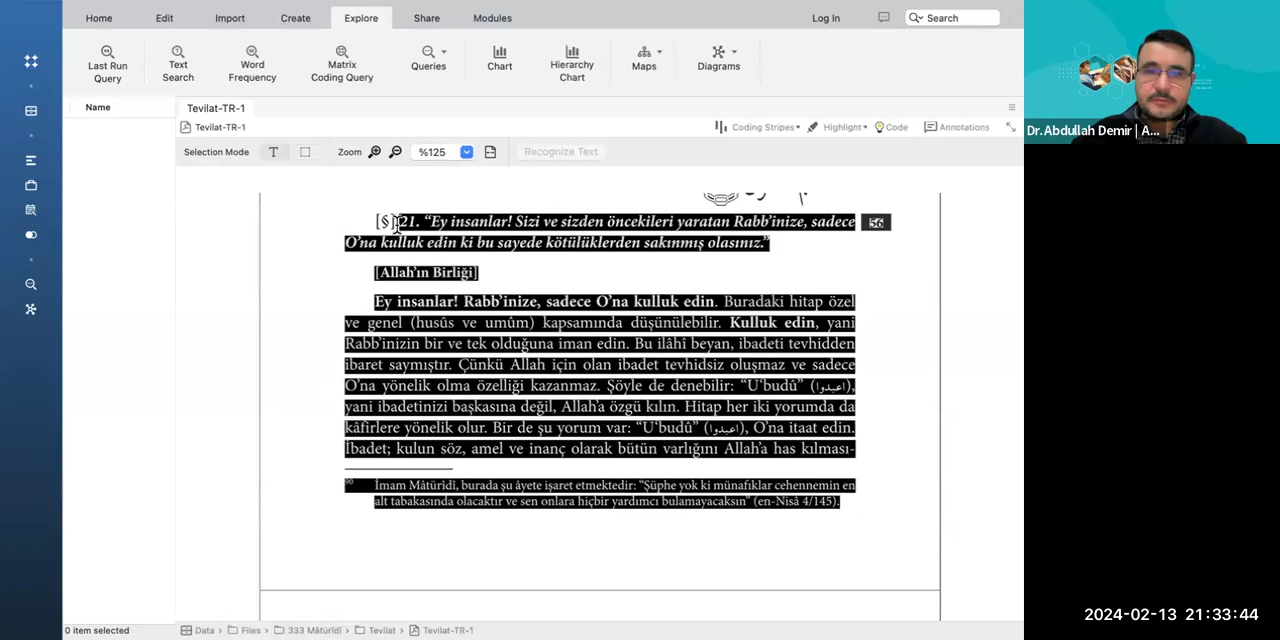 Home Edit Import Create Explore Share Modules Log In Search
Last Run Query
Text Search
Word Frequency
Matrix Coding Query
Queries
Chart
Hierarchy Chart
Maps
Diagrams
Name
Tevilat-TR-1
Tevilat-TR-1 Coding Stripes Highlight Code Annotations
Selection Mode T Zoom %125 Recognize Text
[§] 21. “Ey insanlar! Sizi ve sizden öncekileri yaratan Rabb’inize, sadece 56
O’na kulluk edin ki bu sayede kötülüklerden sakınmış olasınız.”
[Allah’ın Birliği]
Ey insanlar! Rabb’inize, sadece O’na kulluk edin. Buradaki hitap özel
ve genel (husûs ve umûm) kapsamında düşünülebilir. Kulluk edin, yani
Rabb’inizin bir ve tek olduğuna iman edin. Bu ilâhî beyan, ibadeti tevhidden
ibaret saymıştır. Çünkü Allah için olan ibadet tevhidsiz oluşmaz ve sadece
O’na yönelik olma özelliği kazanmaz. Şöyle de denebilir: “U‘budû” (اعبدوا),
yani ibadetinizi başkasına değil, Allah’a özgü kılın. Hitap her iki yorumda da
kâfirlere yönelik olur. Bir de şu yorum var: “U‘budû” (اعبدوا), O’na itaat edin.
İbadet; kulun söz, amel ve inanç olarak bütün varlığını Allah’a has kılması-
90 İmam Mâtürîdî, burada şu âyete işaret etmektedir: “Şüphe yok ki münafıklar cehennemin en
alt tabakasında olacaktır ve sen onlara hiçbir yardımcı bulamayacaksın” (en-Nisâ 4/145).
0 item selected Data › Files › 333 Mâtürîdî › Tevilat › Tevilat-TR-1
Dr.Abdullah Demir | A...
2024-02-13 21:33:44